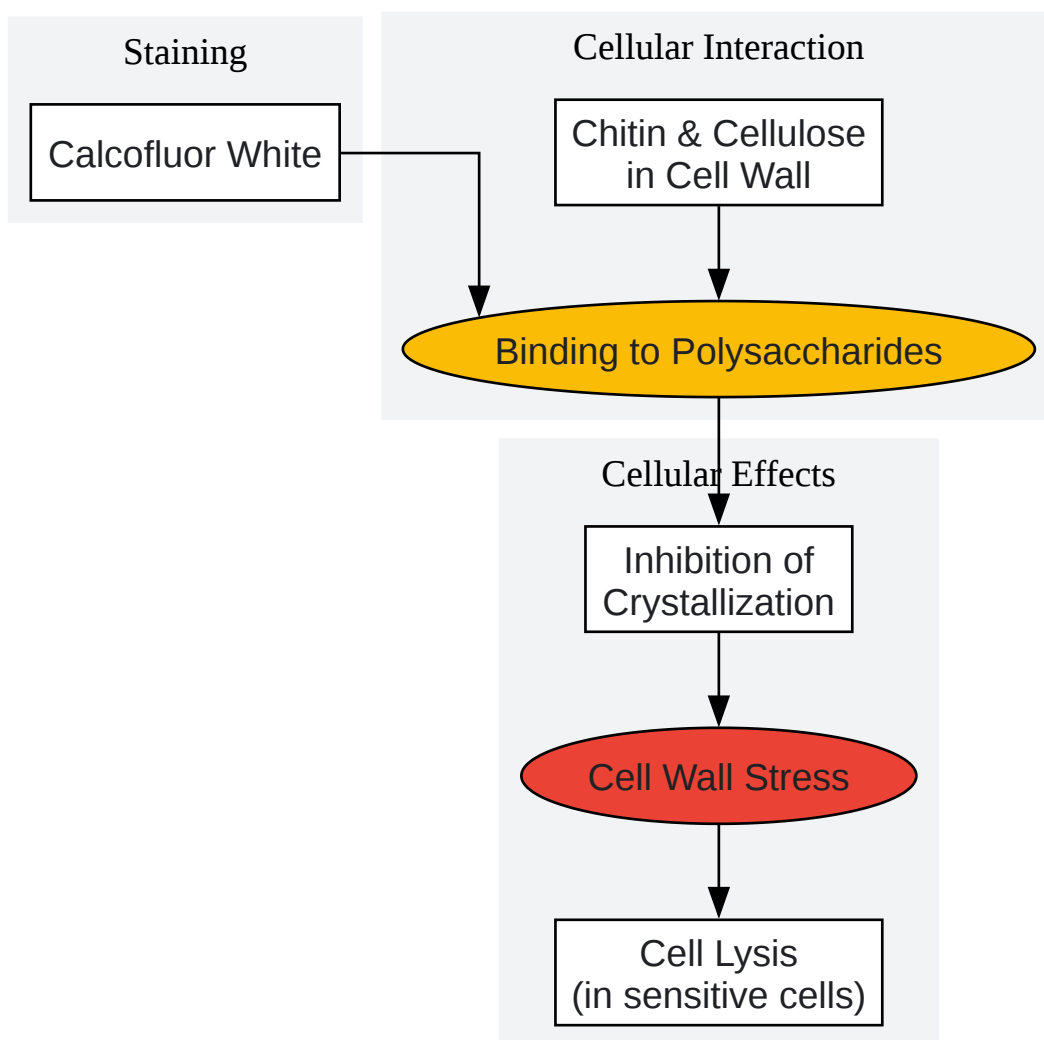 Staining
Calcofluor White
Cellular Interaction
Chitin & Cellulose
in Cell Wall
Binding to Polysaccharides
Cellular Effects
Inhibition of
Crystallization
Cell Wall Stress
Cell Lysis
(in sensitive cells)